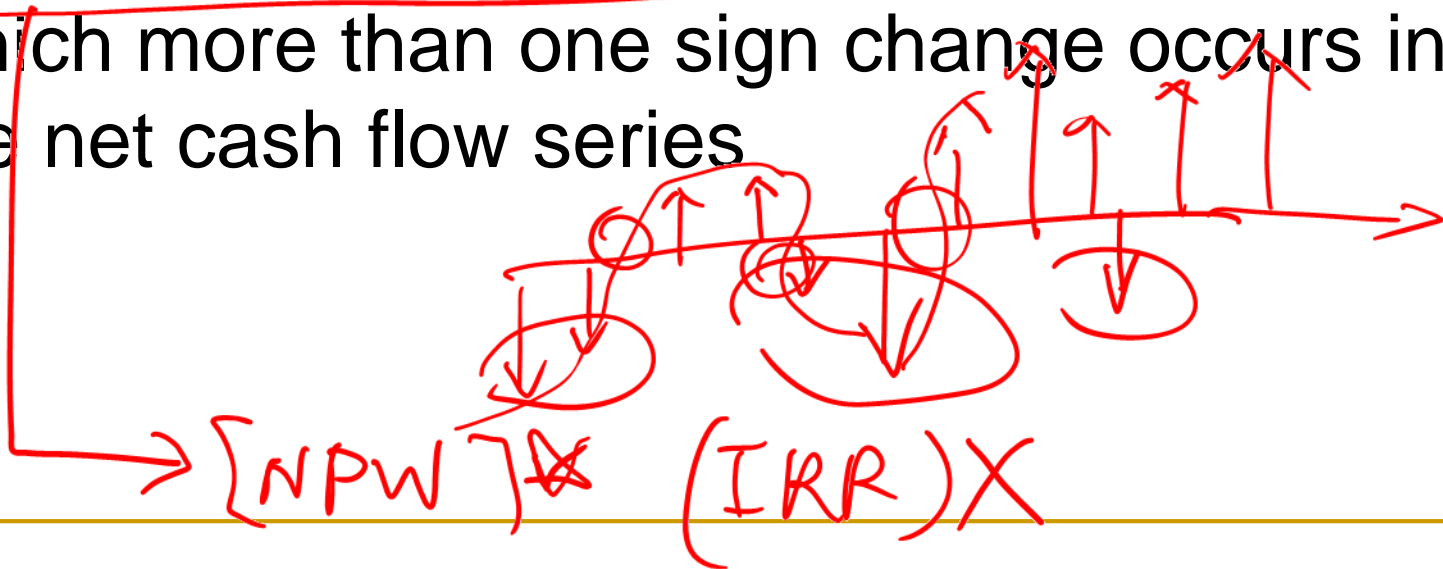 ich more than one sign change occurs in
net cash flow series
[NPW]☆ (IRR)X